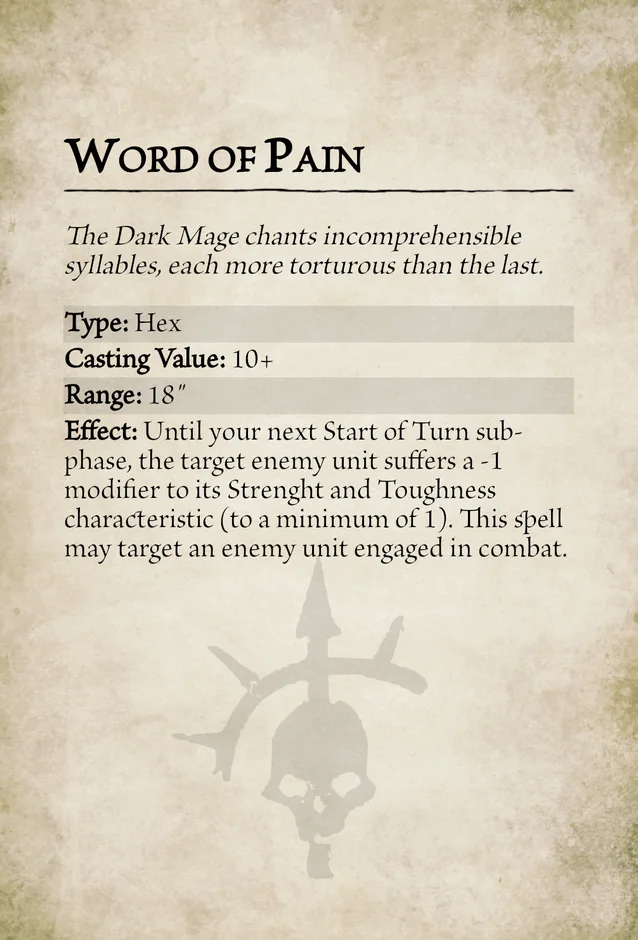 Word of Pain
The Dark Mage chants incomprehensible
syllables, each more torturous than the last.
Type: Hex
Casting Value: 10+
Range: 18"
Effect: Until your next Start of Turn sub-
phase, the target enemy unit suffers a -1
modifier to its Strenght and Toughness
characteristic (to a minimum of 1). This spell
may target an enemy unit engaged in combat.